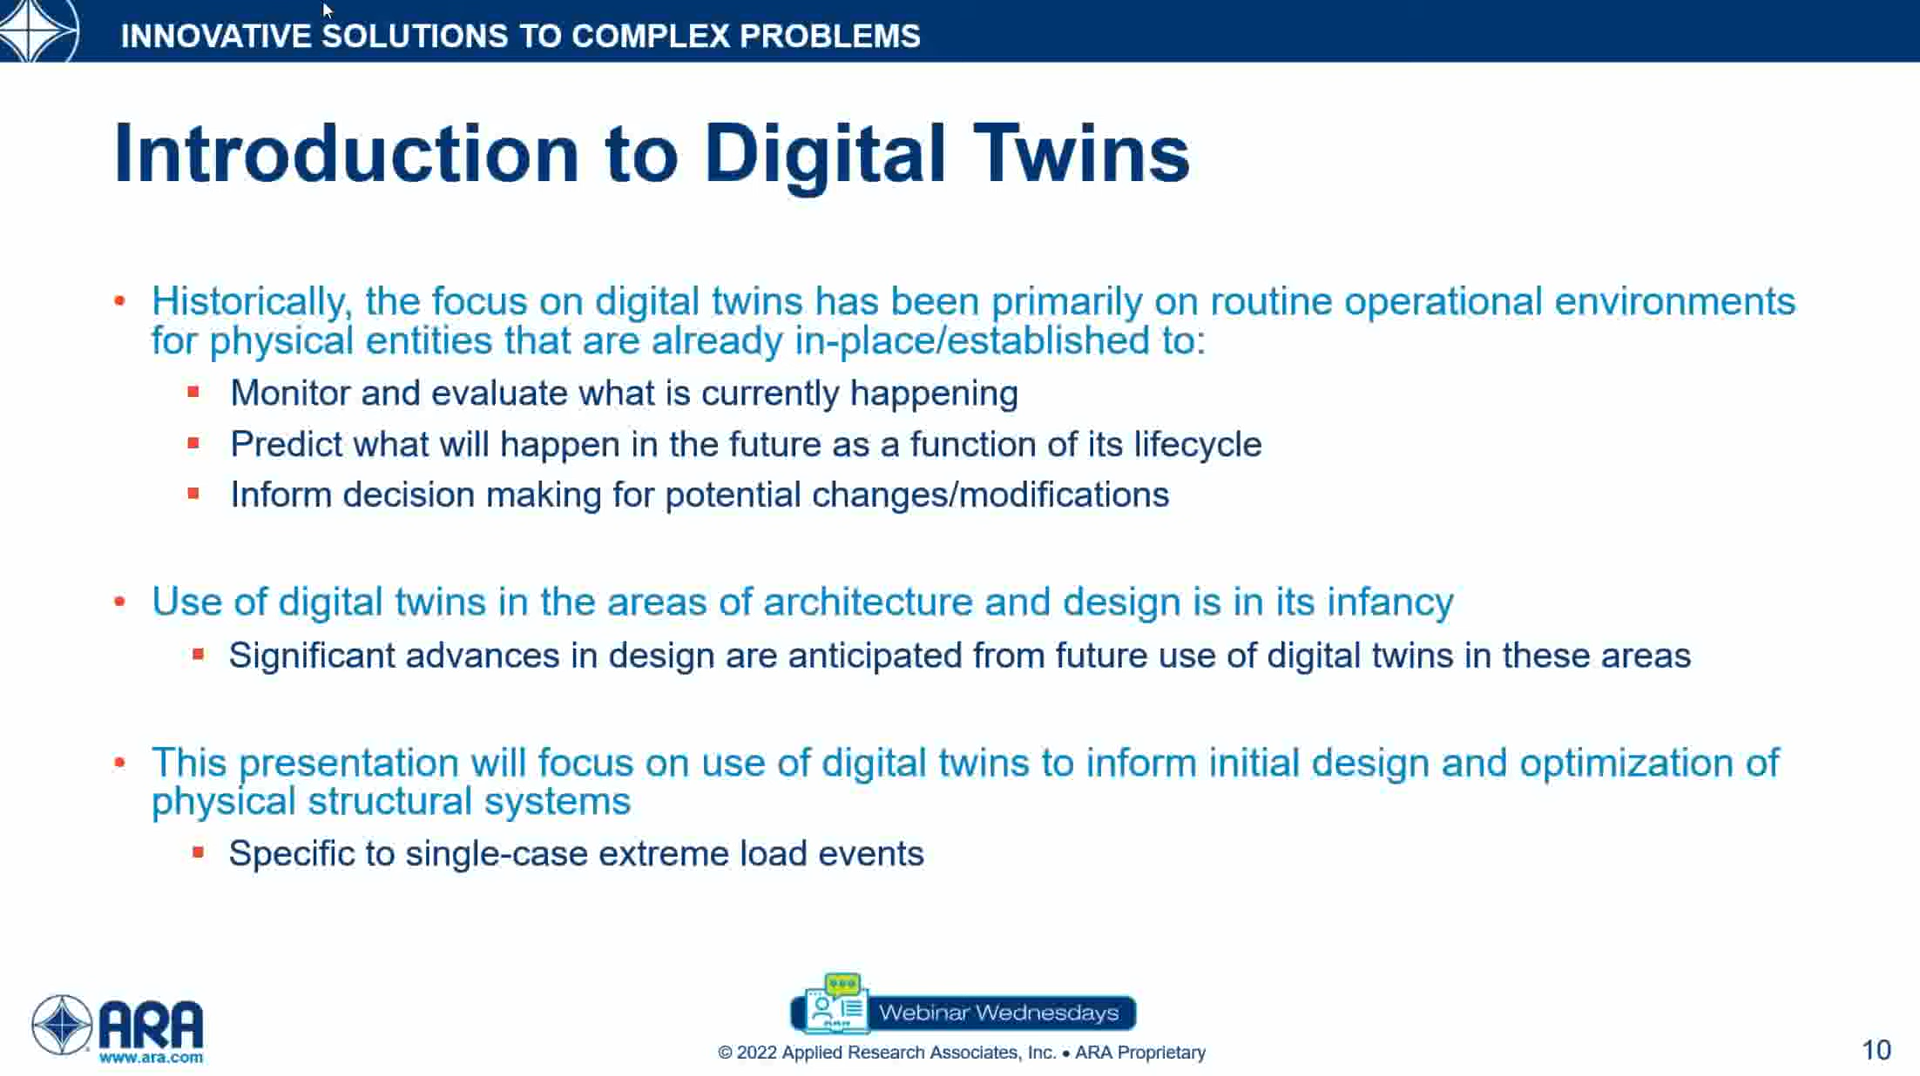 INNOVATIVE SOLUTIONS TO COMPLEX PROBLEMS
Introduction to Digital Twins
• Historically, the focus on digital twins has been primarily on routine operational environments
for physical entities that are already in-place/established to:
▪ Monitor and evaluate what is currently happening
▪ Predict what will happen in the future as a function of its lifecycle
▪ Inform decision making for potential changes/modifications
• Use of digital twins in the areas of architecture and design is in its infancy
▪ Significant advances in design are anticipated from future use of digital twins in these areas
• This presentation will focus on use of digital twins to inform initial design and optimization of
physical structural systems
▪ Specific to single-case extreme load events
ARA
www.ara.com
Webinar Wednesdays
© 2022 Applied Research Associates, Inc. • ARA Proprietary
10